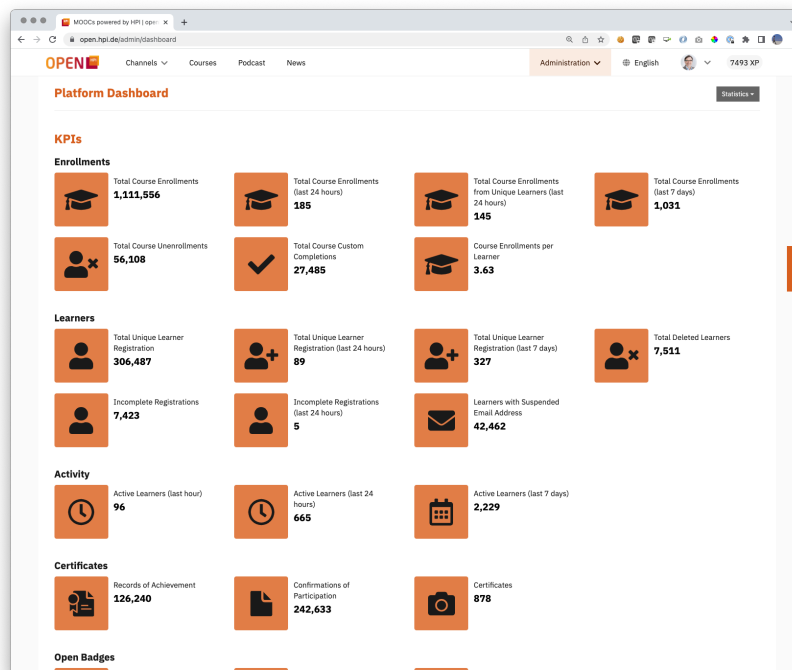 MOOCs powered by HPI | open
open.hpi.de/admin/dashboard
OPEN
Channels
Courses
Podcast
News
Administration
English
7493 XP
Platform Dashboard
Statistics
KPIs
Enrollments
Total Course Enrollments
1,111,556
Total Course Enrollments
(last 24 hours)
185
Total Course Enrollments
from Unique Learners (last
24 hours)
145
Total Course Enrollments
(last 7 days)
1,031
Total Course Unenrollments
56,108
Total Course Custom
Completions
27,485
Course Enrollments per
Learner
3.63
Learners
Total Unique Learner
Registration
306,487
Total Unique Learner
Registration (last 24 hours)
89
Total Unique Learner
Registration (last 7 days)
327
Total Deleted Learners
7,511
Incomplete Registrations
7,423
Incomplete Registrations
(last 24 hours)
5
Learners with Suspended
Email Address
42,462
Activity
Active Learners (last hour)
96
Active Learners (last 24
hours)
665
Active Learners (last 7 days)
2,229
Certificates
Records of Achievement
126,240
Confirmations of
Participation
242,633
Certificates
878
Open Badges